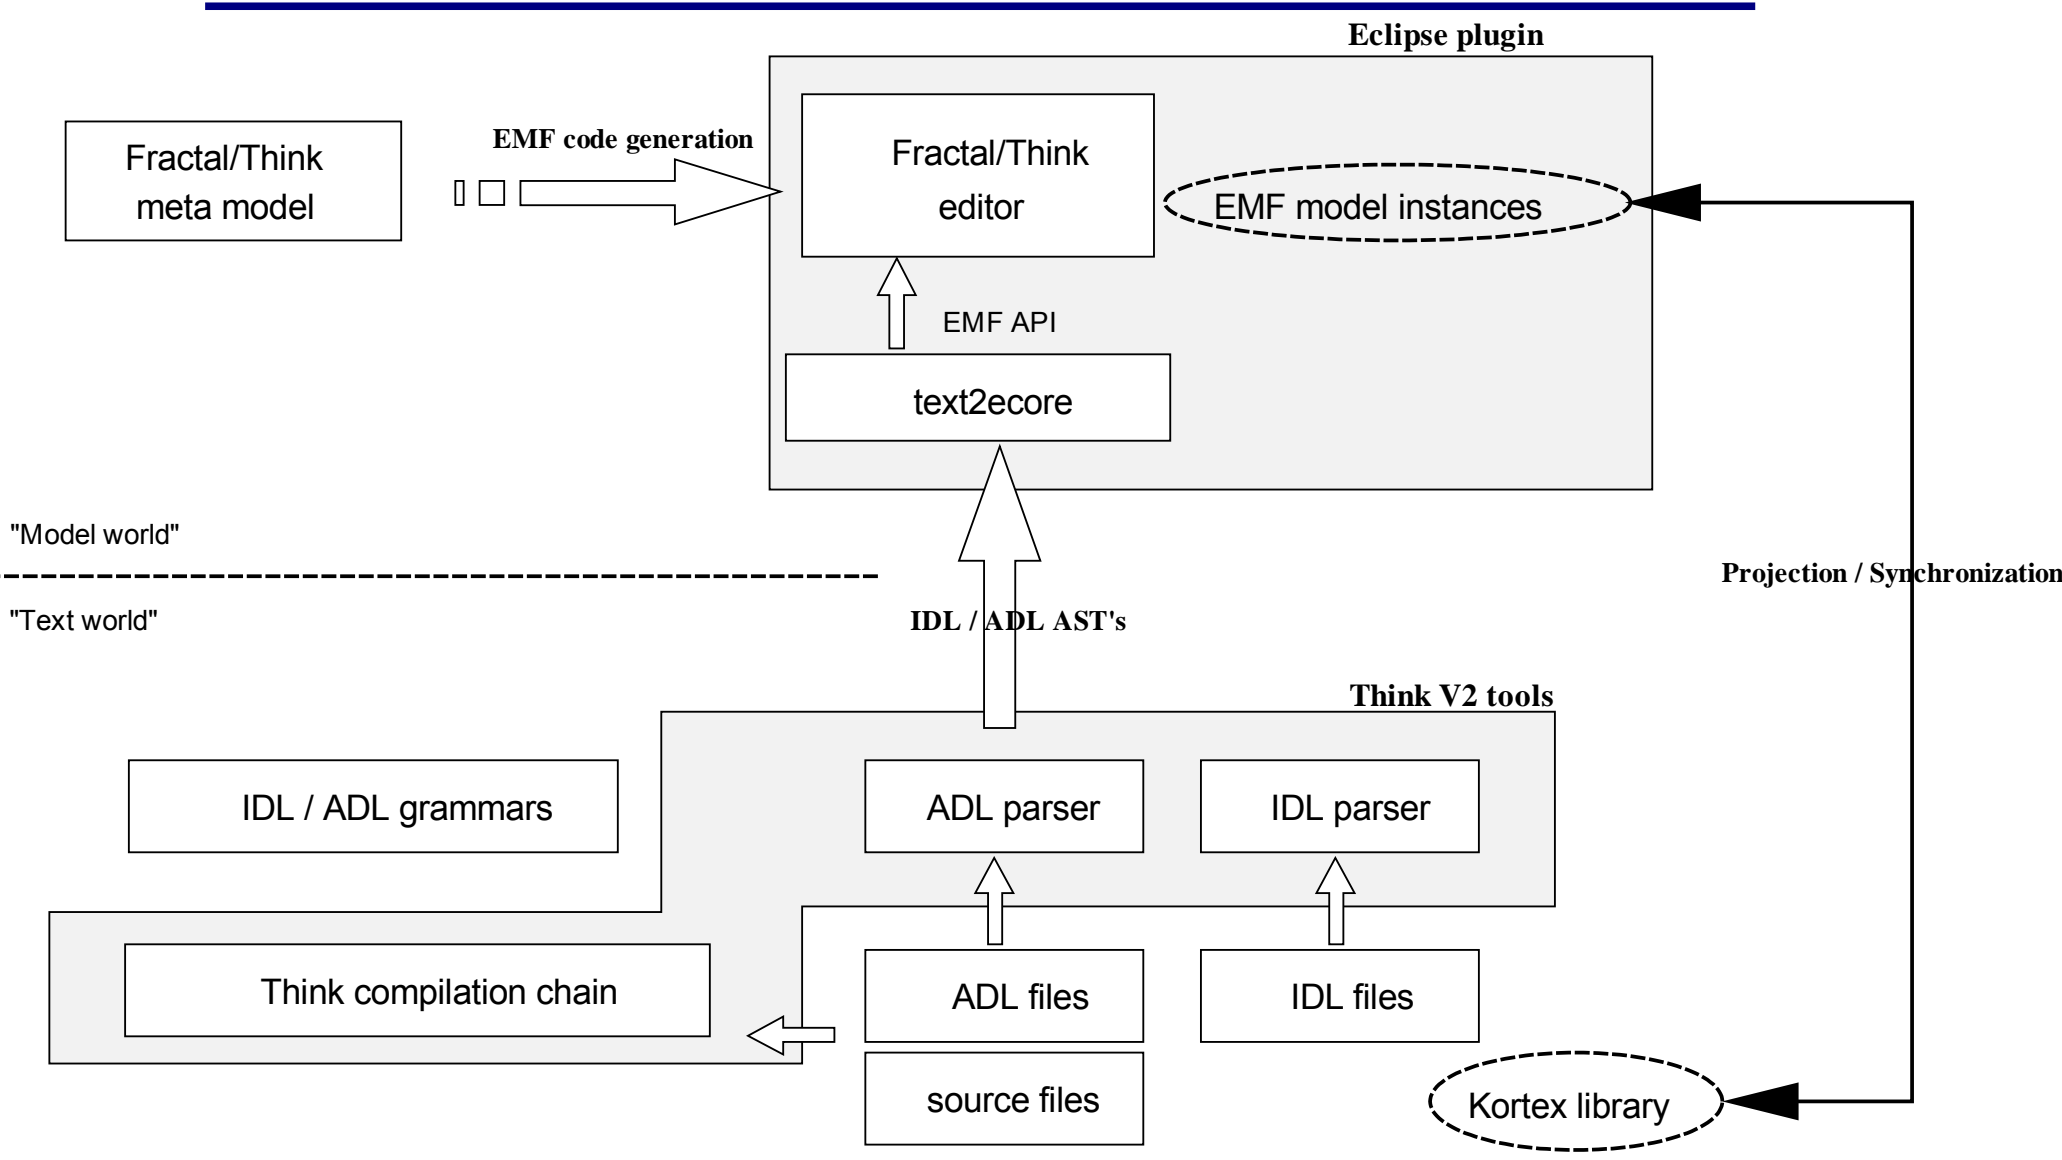 Eclipse plugin
EMF code generation
Fractal/Think
meta model
Fractal/Think
editor
EMF model instances
EMF API
text2ecore
"Model world"
Projection / Synchronization
"Text world"
IDL / ADL AST's
Think V2 tools
IDL / ADL grammars
ADL parser
IDL parser
Think compilation chain
ADL files
IDL files
source files
Kortex library